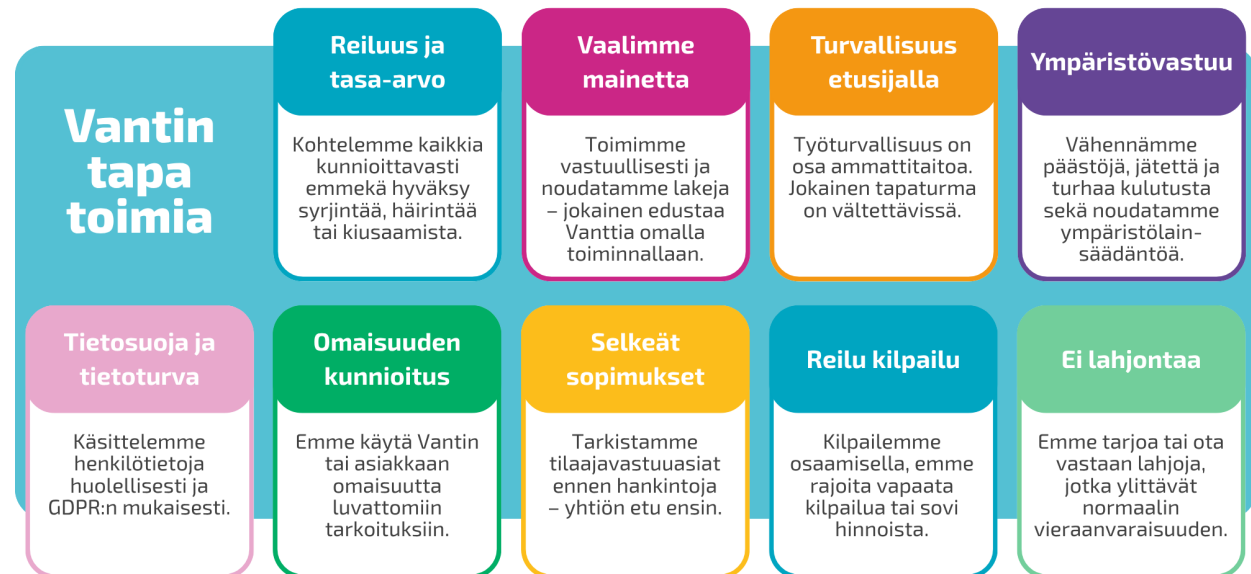 Vantin
tapa
toimia
Reiluus ja
tasa-arvo
Kohtelemme kaikkia
kunnioittavasti
emmekä hyväksy
syrjintää, häirintää
tai kiusaamista.
Vaalimme
mainetta
Toimimme
vastuullisesti ja
noudatamme lakeja
– jokainen edustaa
Vanttia omalla
toiminnallaan.
Turvallisuus
etusijalla
Työturvallisuus on
osa ammattitaitoa.
Jokainen tapaturma
on vältettävissä.
Ympäristövastuu
Vähennämme
päästöjä, jätettä ja
turhaa kulutusta
sekä noudatamme
ympäristölain-
säädäntöä.
Tietosuoja ja
tietoturva
Käsittelemme
henkilötietoja
huolellisesti ja
GDPR:n mukaisesti.
Omaisuuden
kunnioitus
Emme käytä Vantin
tai asiakkaan
omaisuutta
luvattomiin
tarkoituksiin.
Selkeät
sopimukset
Tarkistamme
tilaajavastuuasiat
ennen hankintoja
– yhtiön etu ensin.
Reilu kilpailu
Kilpailemme
osaamisella, emme
rajoita vapaata
kilpailua tai sovi
hinnoista.
Ei lahjontaa
Emme tarjoa tai ota
vastaan lahjoja,
jotka ylittävät
normaalin
vieraanvaraisuuden.